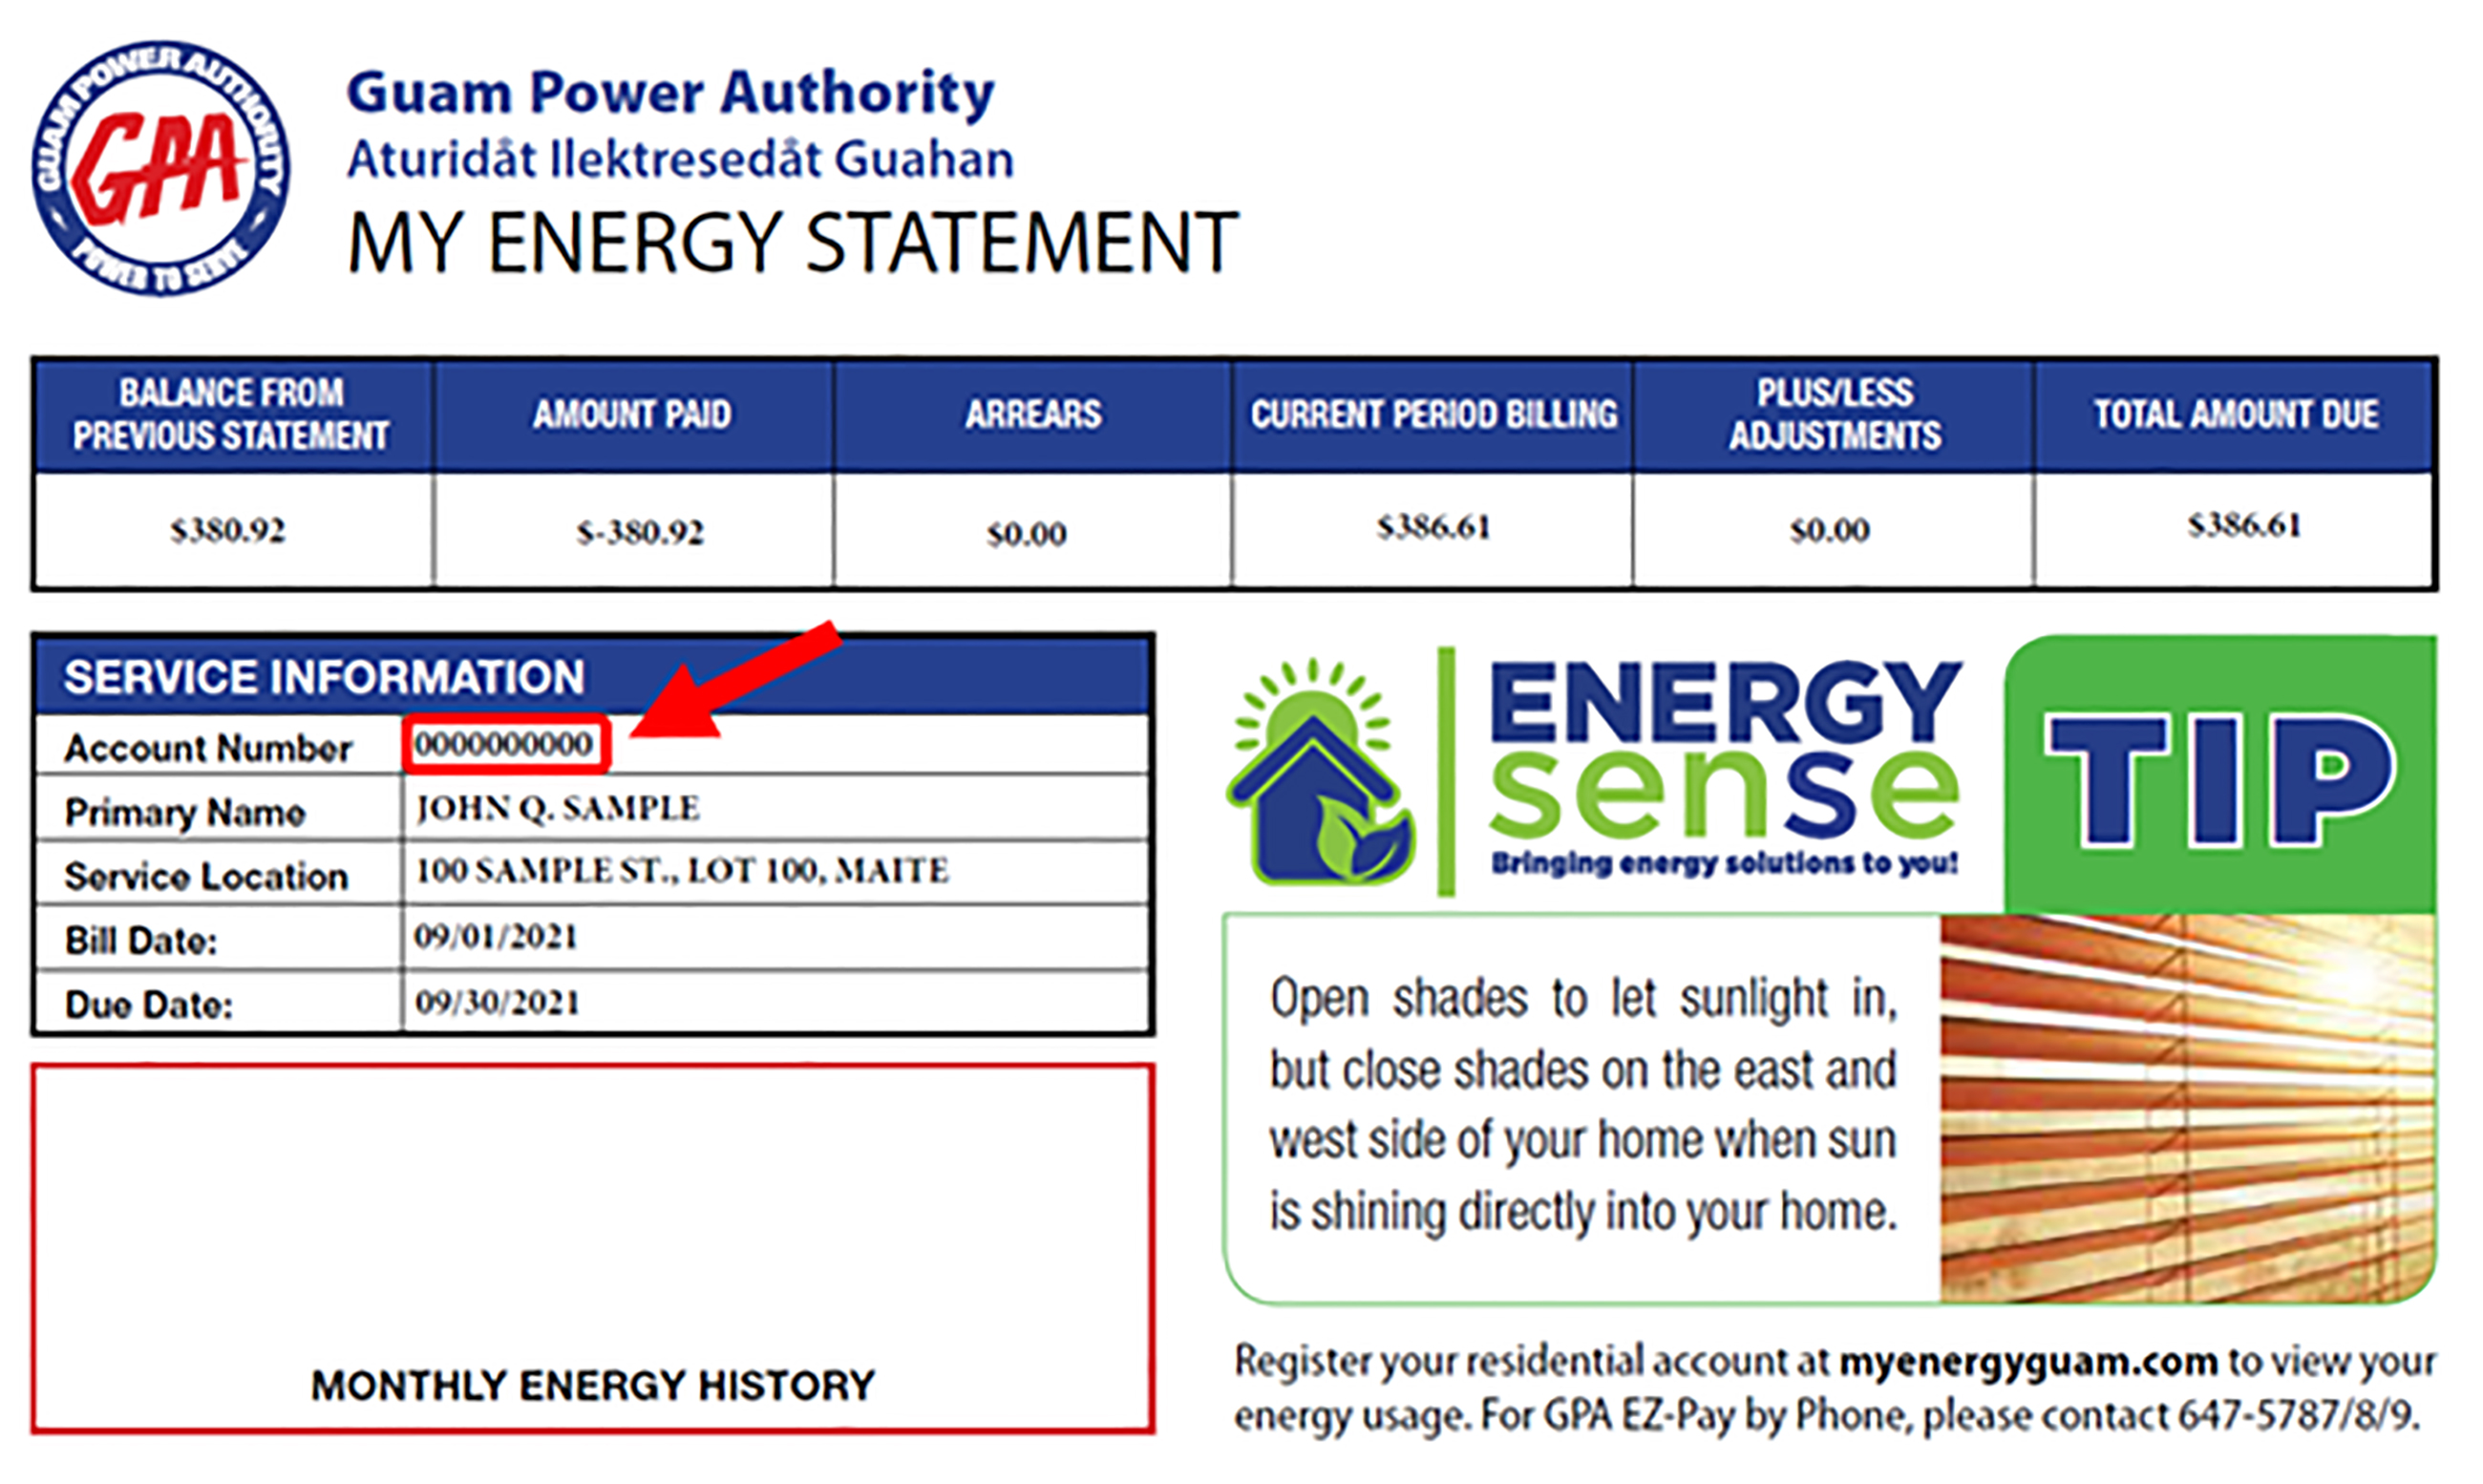 GUAM POWER AUTHORITY
GPA
POWER TO SERVE
Guam Power Authority
Aturidåt Ilektresedåt Guahan
MY ENERGY STATEMENT
BALANCE FROM PREVIOUS STATEMENT
AMOUNT PAID
ARREARS
CURRENT PERIOD BILLING
PLUS/LESS ADJUSTMENTS
TOTAL AMOUNT DUE
$380.92
$-380.92
$0.00
$386.61
$0.00
$386.61
SERVICE INFORMATION
Account Number 0000000000
Primary Name JOHN Q. SAMPLE
Service Location 100 SAMPLE ST., LOT 100, MAITE
Bill Date: 09/01/2021
Due Date: 09/30/2021
MONTHLY ENERGY HISTORY
ENERGY
sense
Bringing energy solutions to you!
TIP
Open shades to let sunlight in,
but close shades on the east and
west side of your home when sun
is shining directly into your home.
Register your residential account at myenergyguam.com to view your
energy usage. For GPA EZ-Pay by Phone, please contact 647-5787/8/9.